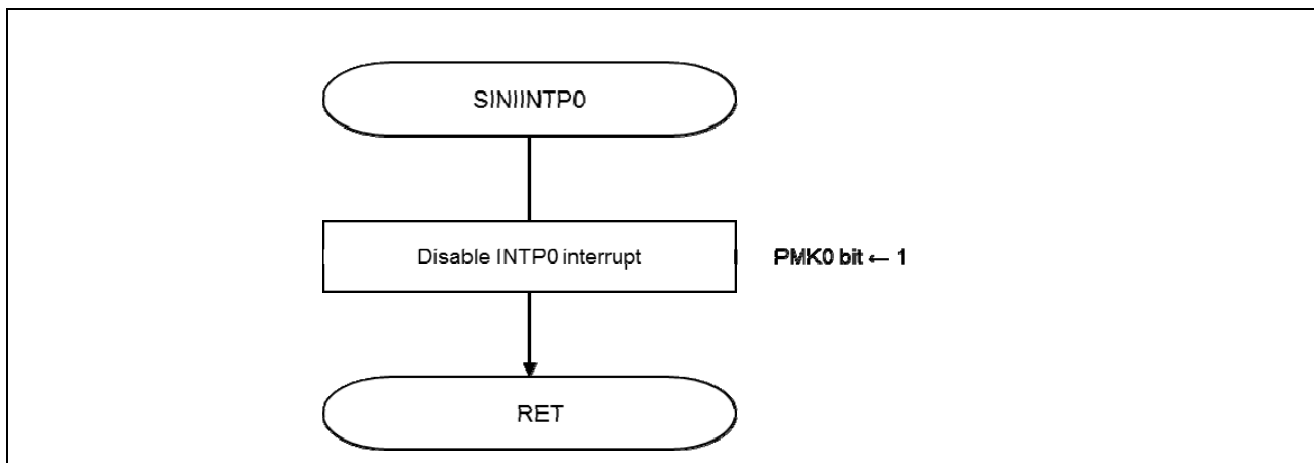 SINIINTP0
Disable INTP0 interrupt
PMK0 bit ← 1
RET